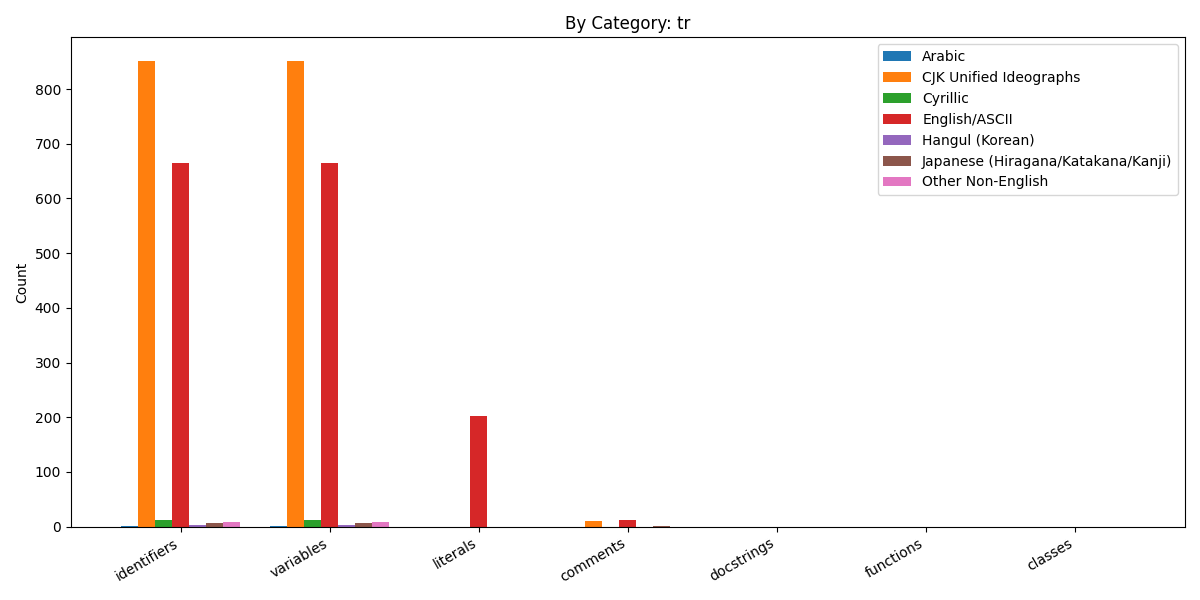 By Category: tr
Arabic
CJK Unified Ideographs
Cyrillic
English/ASCII
Hangul (Korean)
Japanese (Hiragana/Katakana/Kanji)
Other Non-English
Count
800
700
600
500
400
300
200
100
0
identifiers
variables
literals
comments
docstrings
functions
classes